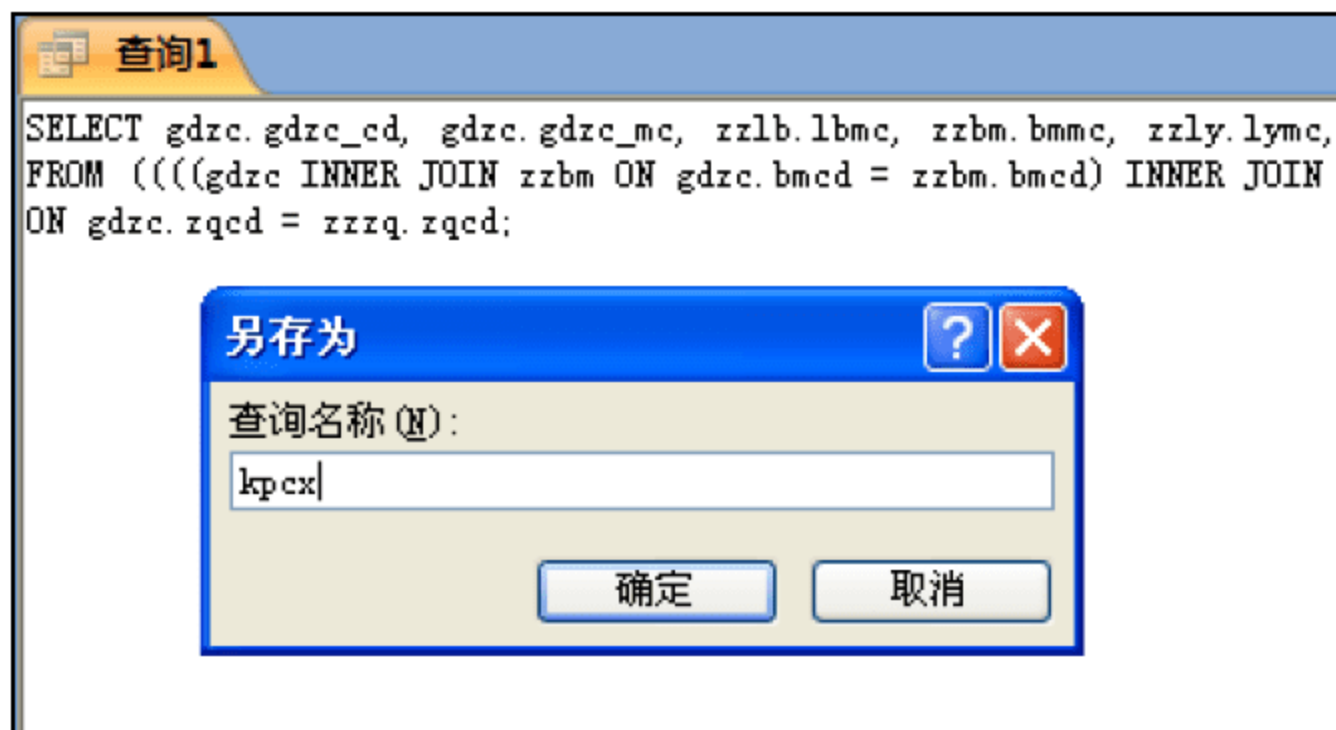 查询1
SELECT gdzc.gdzc_cd, gdzc.gdzc_mc, zzlb.lbmc, zzbm.bmmc, zzly.lymc,
FROM ((((gdzc INNER JOIN zzbm ON gdzc.bmcd = zzbm.bmcd) INNER JOIN
ON gdzc.zqcd = zzzq.zqcd;
另存为
查询名称(N):
kpcx
确定 取消